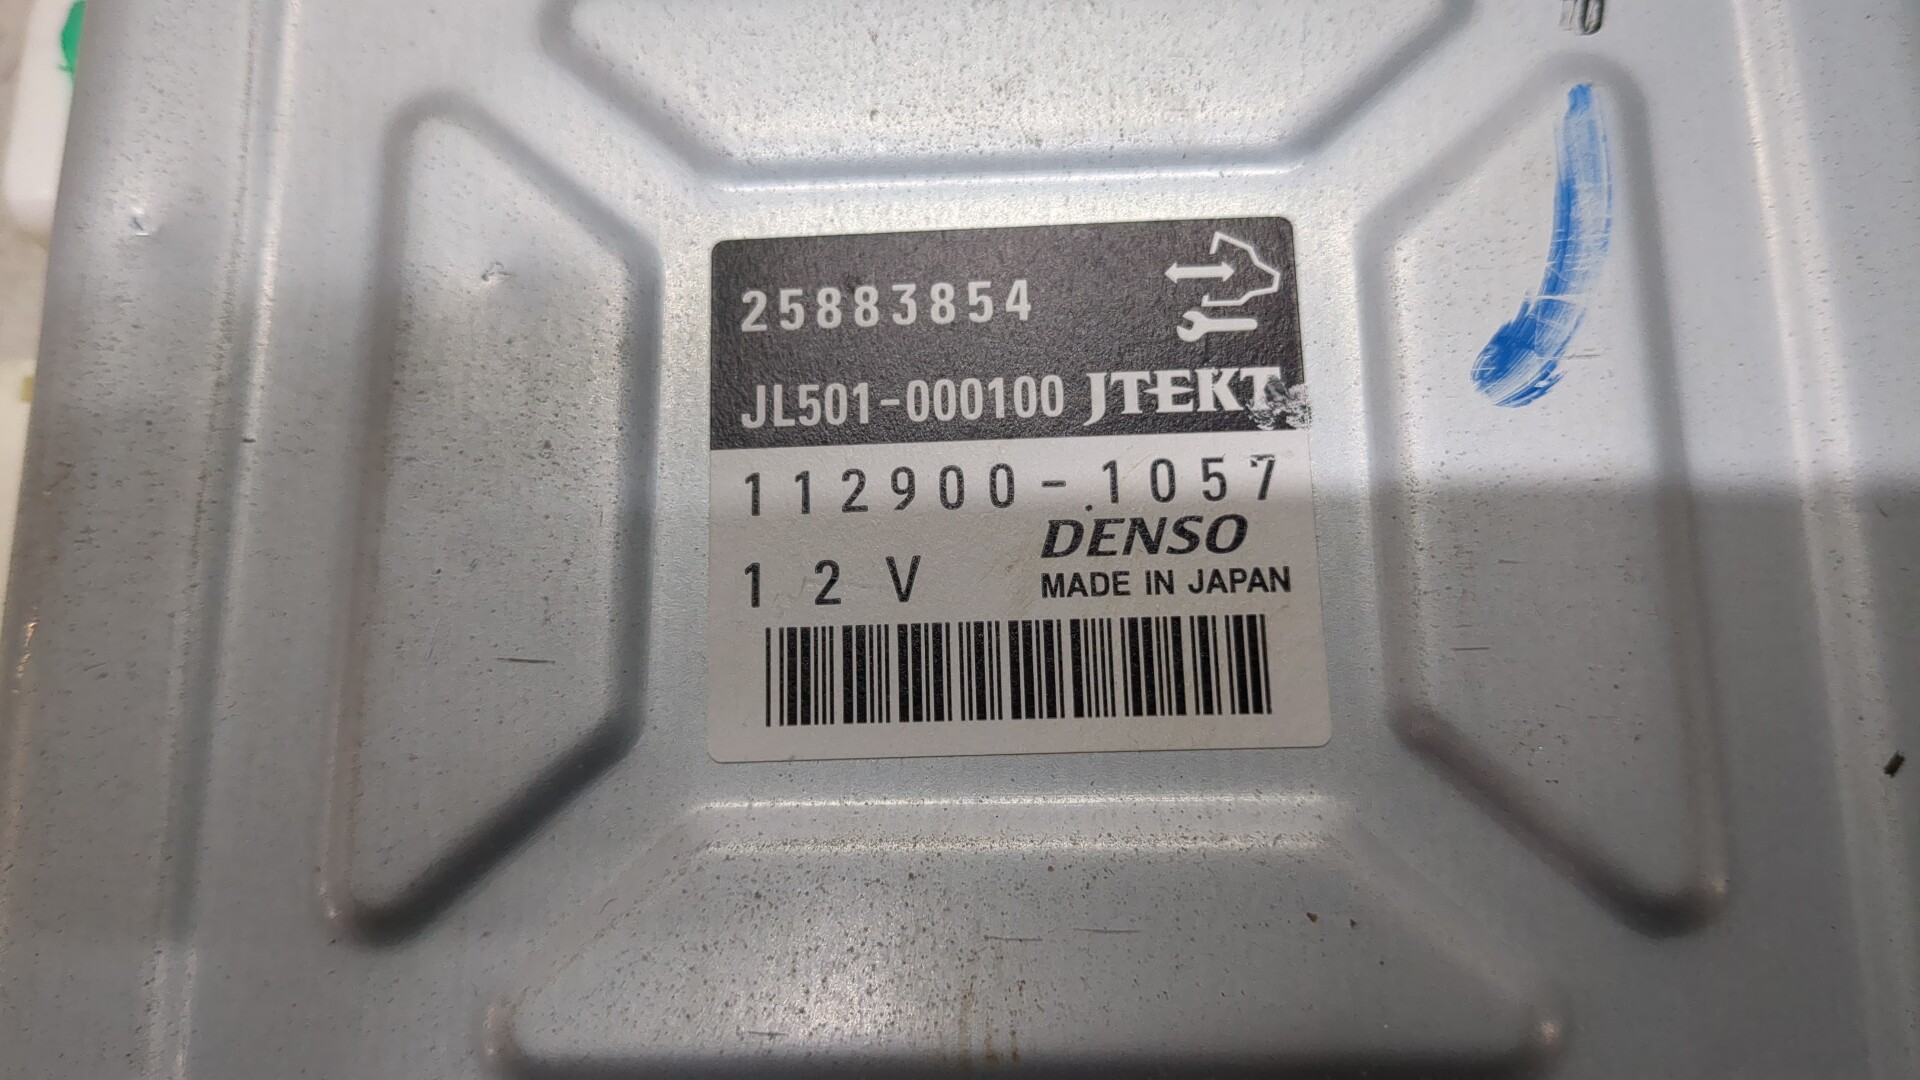 25883854
JL501-000100 JTEKT
112900-1057
DENSO
12V
MADE IN JAPAN